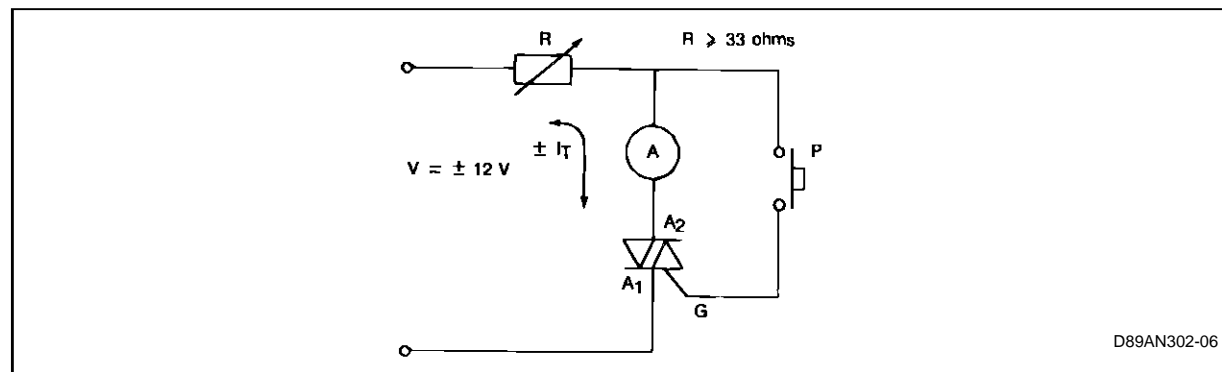 R
R ⩾ 33 ohms
± I_T
A
P
V = ± 12 V
A2
A1
G
D89AN302-06